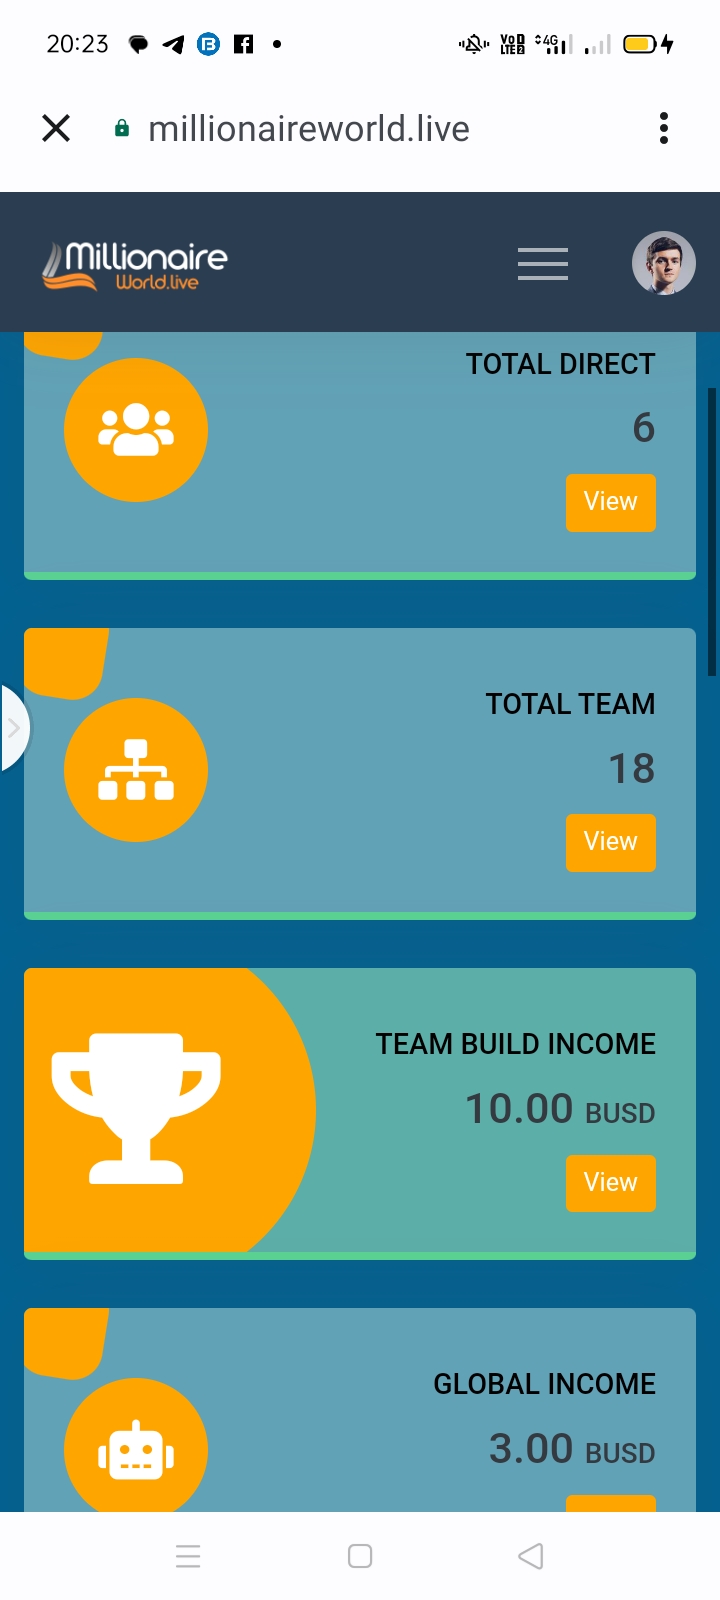 20:23
VoD
LTE2
4G
millionaireworld.live
Millionaire
World.live
TOTAL DIRECT
6
View
TOTAL TEAM
18
View
TEAM BUILD INCOME
10.00 BUSD
View
GLOBAL INCOME
3.00 BUSD